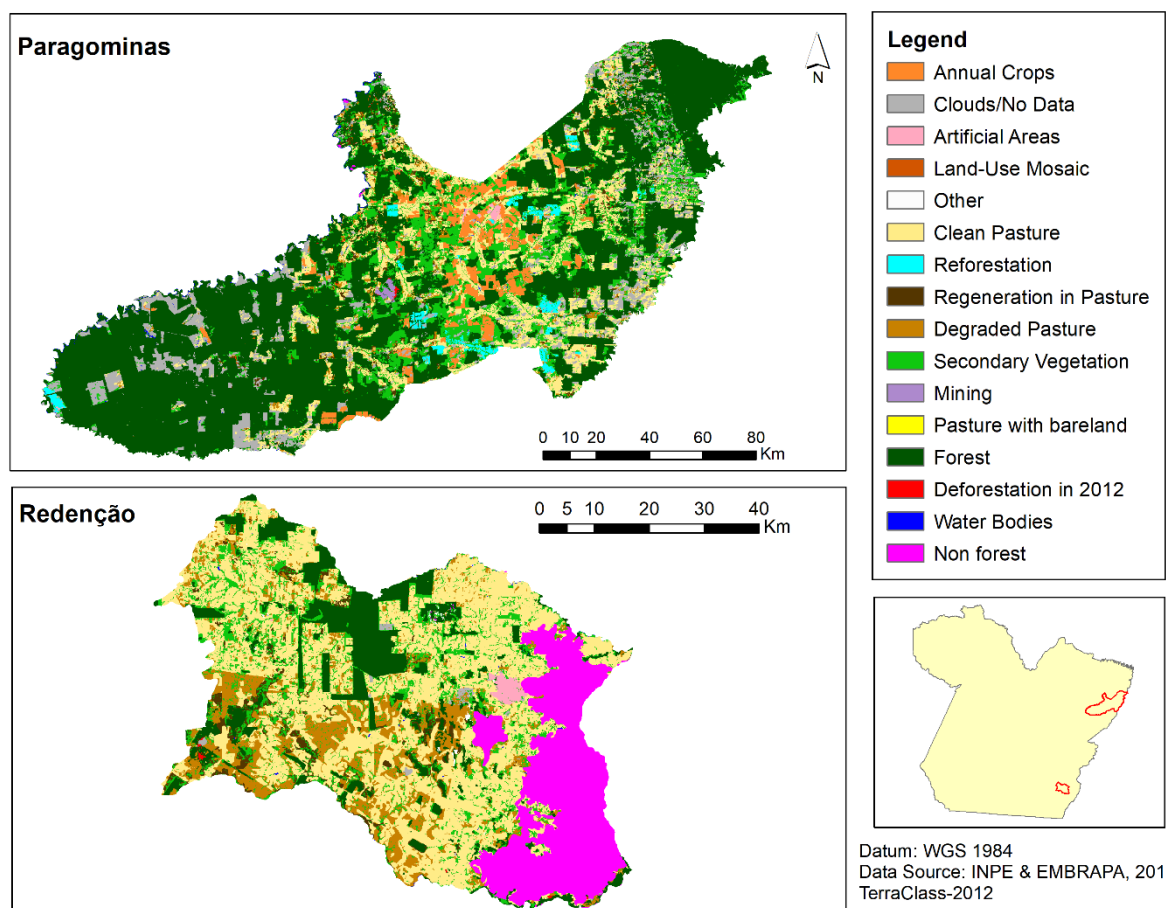 Paragominas
N
0 10 20 40 60 80
Km
Redenção
0 5 10 20 30 40
Km
Legend
Annual Crops
Clouds/No Data
Artificial Areas
Land-Use Mosaic
Other
Clean Pasture
Reforestation
Regeneration in Pasture
Degraded Pasture
Secondary Vegetation
Mining
Pasture with bareland
Forest
Deforestation in 2012
Water Bodies
Non forest
Datum: WGS 1984
Data Source: INPE & EMBRAPA, 201
TerraClass-2012